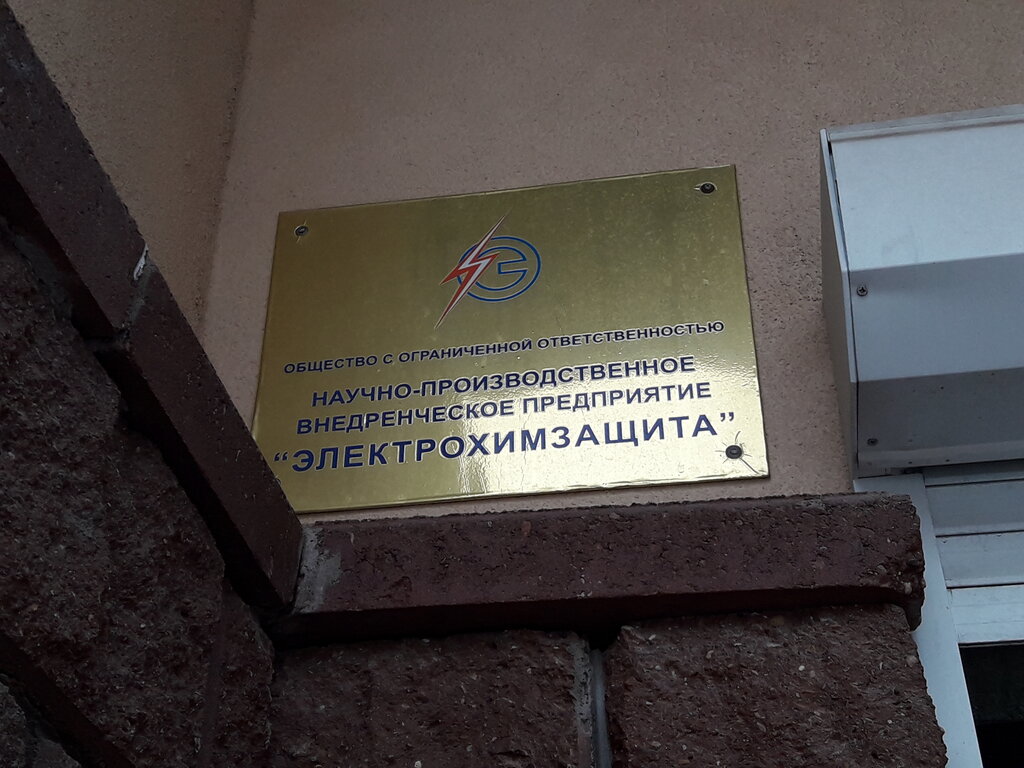 ОБЩЕСТВО С ОГРАНИЧЕННОЙ ОТВЕТСТВЕННОСТЬЮ
НАУЧНО-ПРОИЗВОДСТВЕННОЕ
ВНЕДРЕНЧЕСКОЕ ПРЕДПРИЯТИЕ
“ЭЛЕКТРОХИМЗАЩИТА”